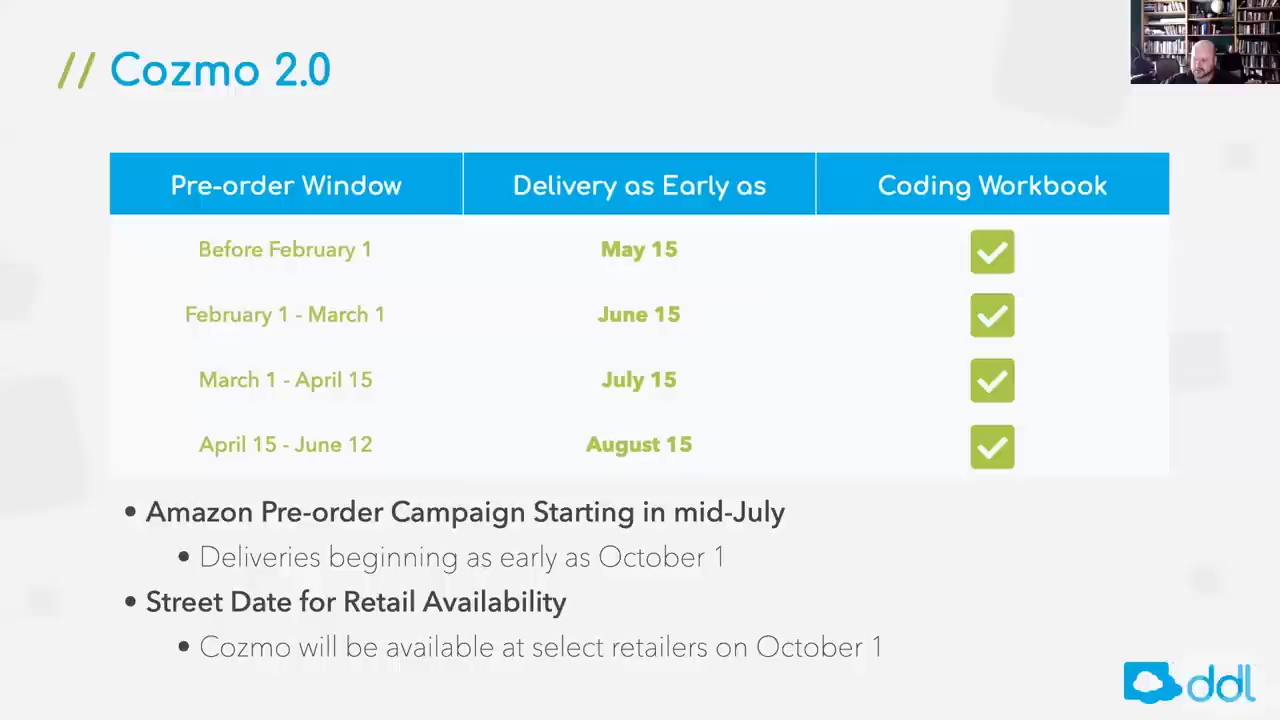 // Cozmo 2.0
Pre-order Window Delivery as Early as Coding Workbook
Before February 1 May 15
February 1 - March 1 June 15
March 1 - April 15 July 15
April 15 - June 12 August 15
• Amazon Pre-order Campaign Starting in mid-July
• Deliveries beginning as early as October 1
• Street Date for Retail Availability
• Cozmo will be available at select retailers on October 1
ddl